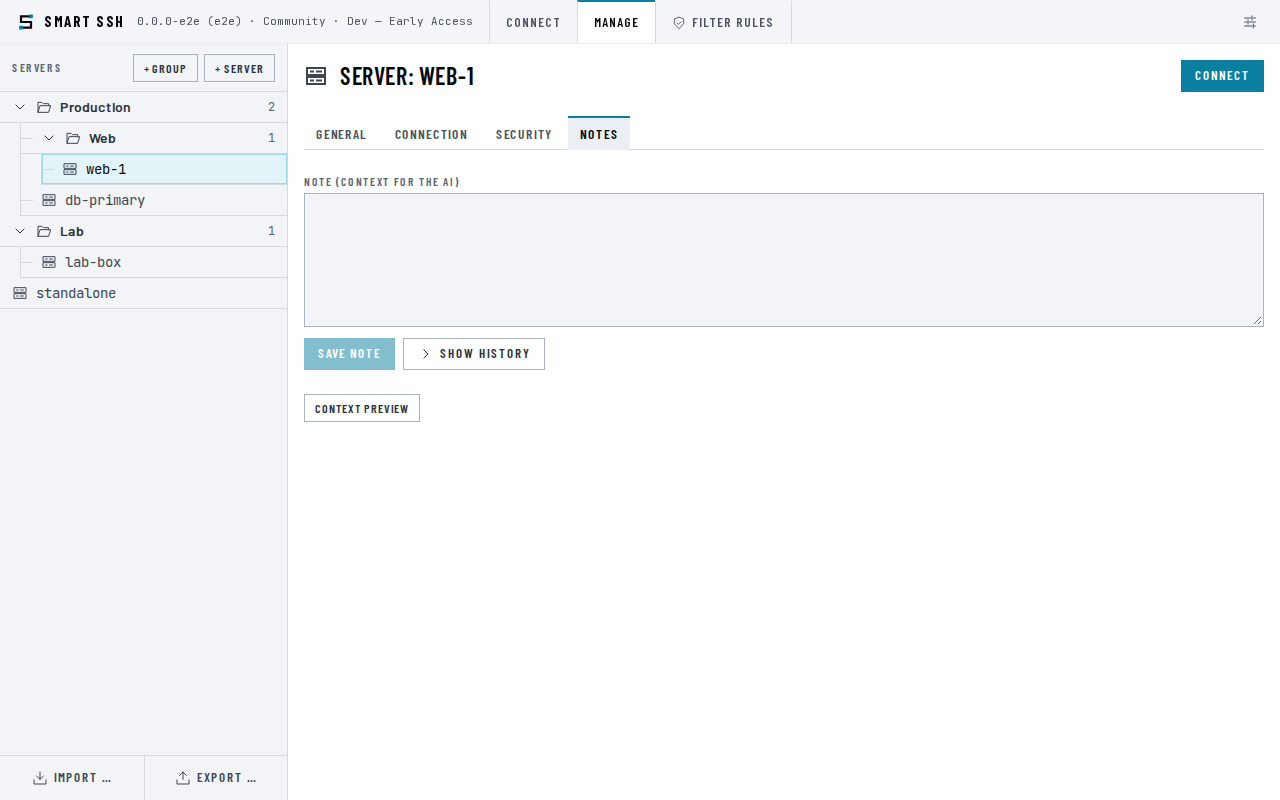 SMART SSH 0.0.0-e2e (e2e) · Community · Dev — Early Access CONNECT MANAGE FILTER RULES
SERVERS + GROUP + SERVER
Production 2
Web 1
web-1
db-primary
Lab 1
lab-box
standalone
IMPORT ... EXPORT ...
SERVER: WEB-1 CONNECT
GENERAL CONNECTION SECURITY NOTES
NOTE (CONTEXT FOR THE AI)
SAVE NOTE SHOW HISTORY
CONTEXT PREVIEW